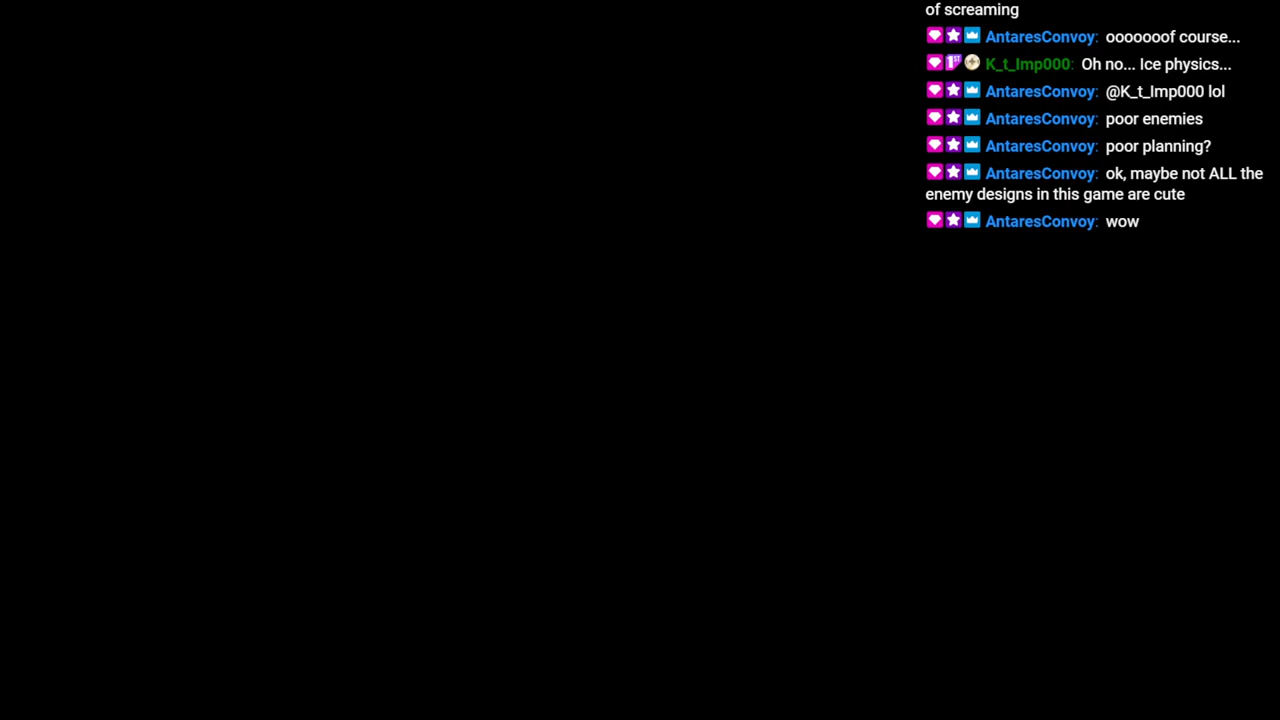 of screaming
AntaresConvoy: ooooooof course...
1ST K_t_Imp000: Oh no... Ice physics...
AntaresConvoy: @K_t_Imp000 lol
AntaresConvoy: poor enemies
AntaresConvoy: poor planning?
AntaresConvoy: ok, maybe not ALL the
enemy designs in this game are cute
AntaresConvoy: wow